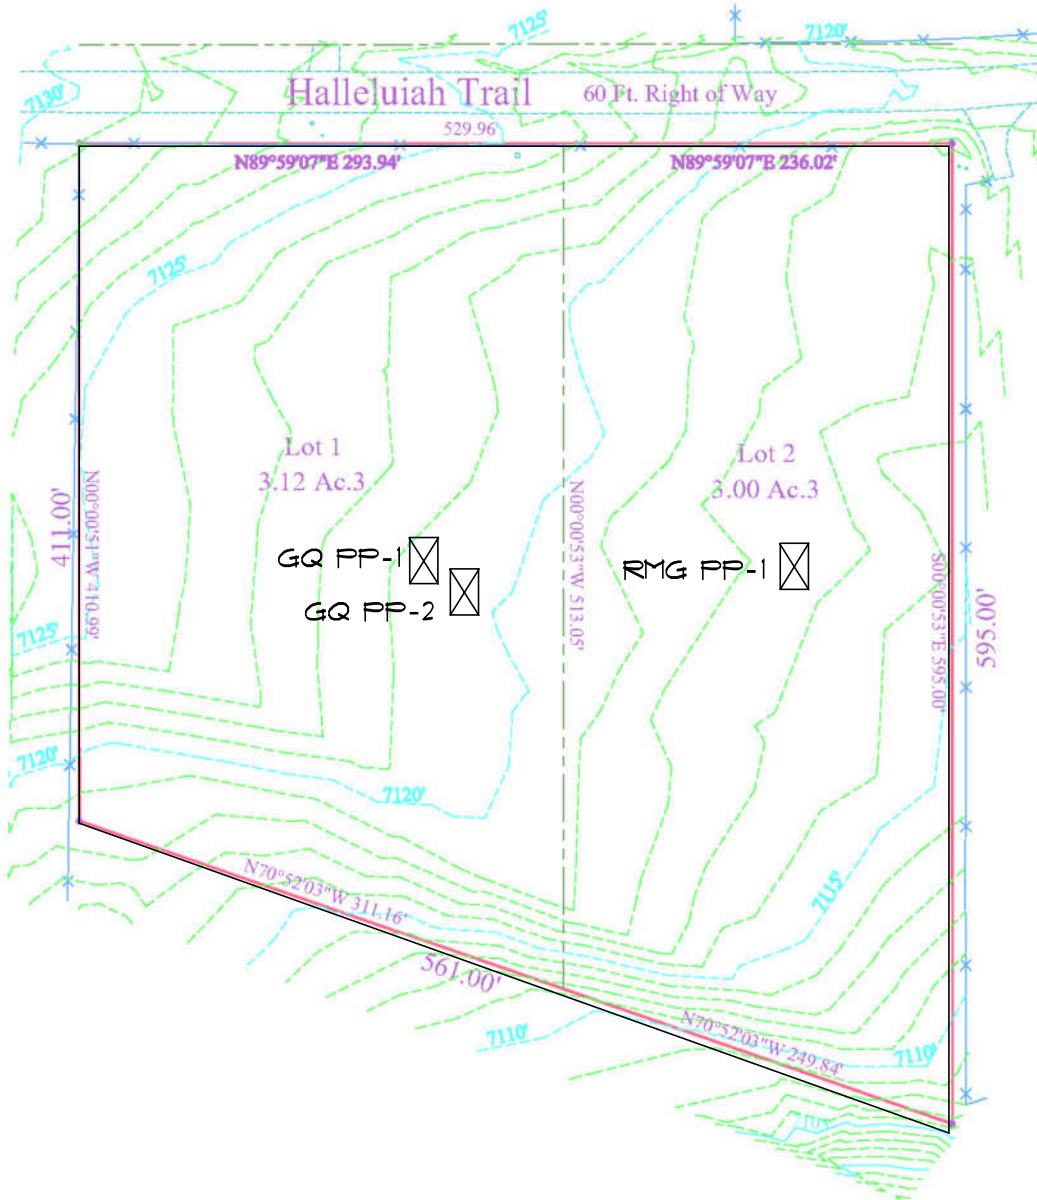 7125'
7120'
7130'
Halleluiah Trail
60 Ft. Right of Way
529.96
N89°59'07"E 293.94'
N89°59'07"E 236.02'
7125'
Lot 1
3.12 Ac.3
Lot 2
3.00 Ac.3
411.00'
N00°00'51"W 410.99'
N00°00'53"W 513.05'
S00°00'53"E 595.00'
595.00'
GQ PP-1
GQ PP-2
RMG PP-1
7125'
7120'
7120'
7115'
N70°52'03"W 311.16'
561.00'
N70°52'03"W 249.84'
7110'
7110'